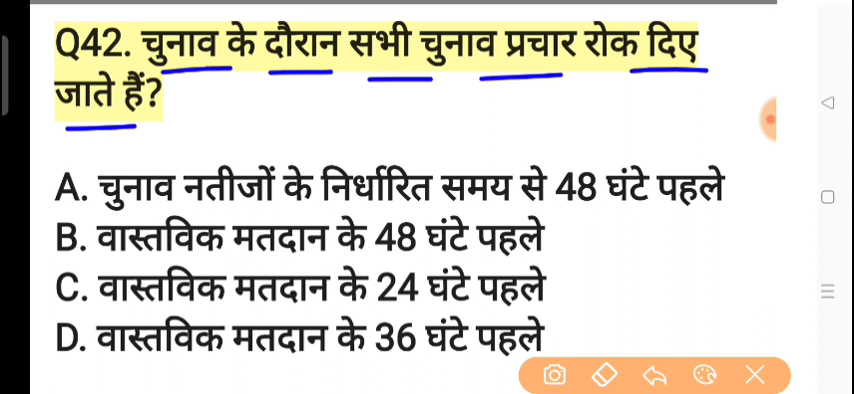 Q42. चुनाव के दौरान सभी चुनाव प्रचार रोक दिए
जाते हैं?
A. चुनाव नतीजों के निर्धारित समय से 48 घंटे पहले
B. वास्तविक मतदान के 48 घंटे पहले
C. वास्तविक मतदान के 24 घंटे पहले
D. वास्तविक मतदान के 36 घंटे पहले